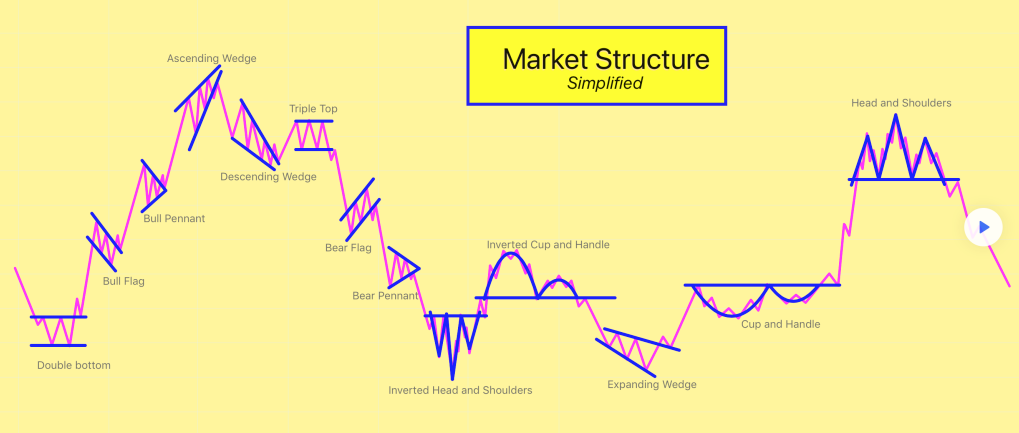 Market Structure
Simplified
Ascending Wedge
Triple Top
Descending Wedge
Bull Pennant
Bull Flag
Double bottom
Bear Flag
Bear Pennant
Inverted Head and Shoulders
Inverted Cup and Handle
Expanding Wedge
Cup and Handle
Head and Shoulders